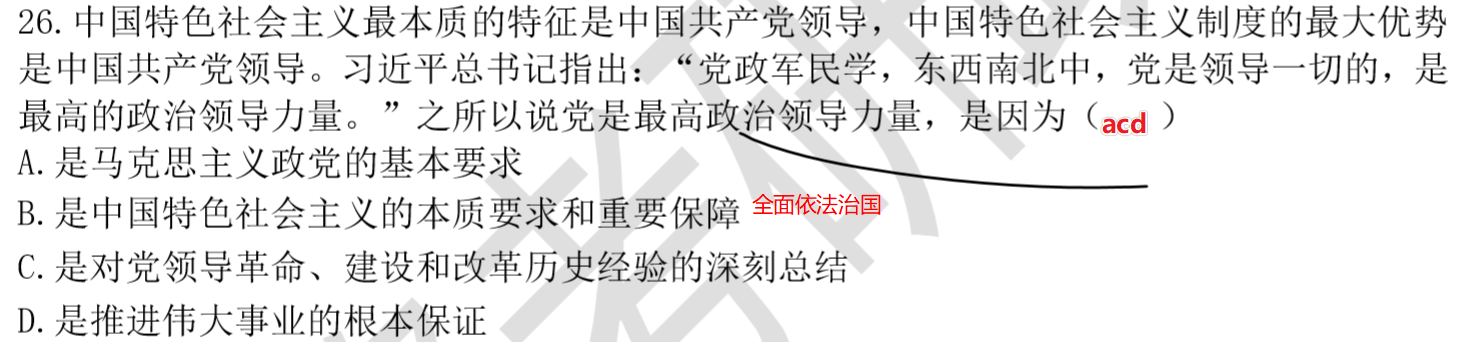 26.中国特色社会主义最本质的特征是中国共产党领导，中国特色社会主义制度的最大优势
是中国共产党领导。习近平总书记指出：“党政军民学，东西南北中，党是领导一切的，是
最高的政治领导力量。”之所以说党是最高政治领导力量，是因为（acd ）
A.是马克思主义政党的基本要求
B.是中国特色社会主义的本质要求和重要保障 全面依法治国
C.是对党领导革命、建设和改革历史经验的深刻总结
D.是推进伟大事业的根本保证